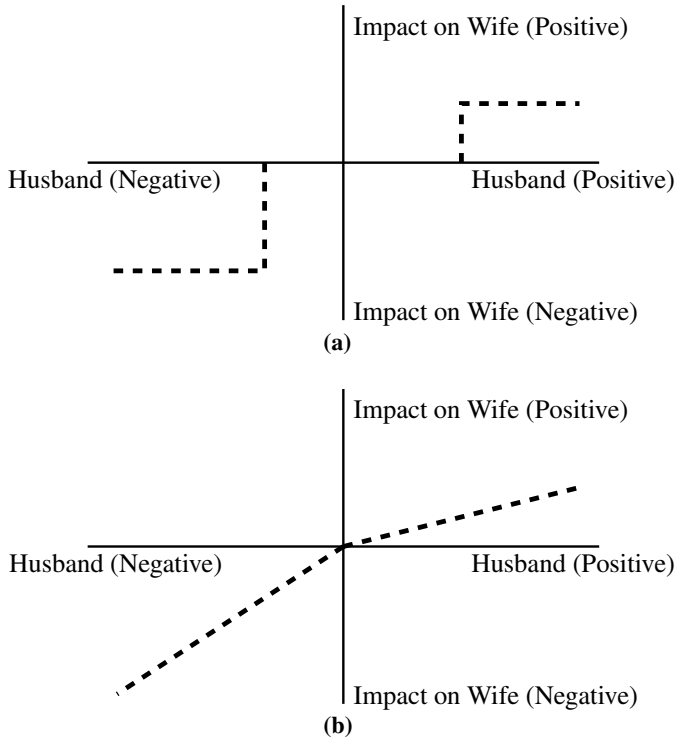 Impact on Wife (Positive)
Husband (Negative)
Husband (Positive)
Impact on Wife (Negative)
(a)
Impact on Wife (Positive)
Husband (Negative)
Husband (Positive)
Impact on Wife (Negative)
(b)